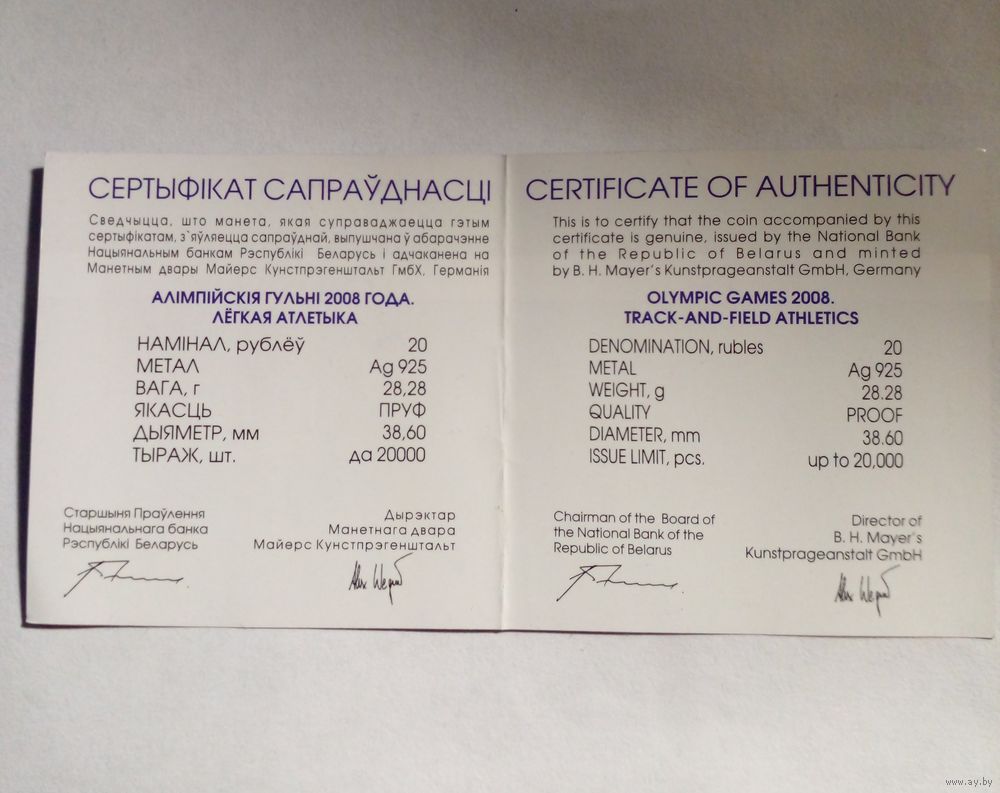 СЕРТЫФІКАТ САПРАЎДНАСЦІ
Сведчыцца, што манета, якая суправаджаецца гэтым
сертыфікатам, з`яўляецца сапраўднай, выпушчана ў абарачэнне
Нацыянальным банкам Рэспублікі Беларусь і адчаканена на
Манетным двары Майерс Кунстпрэгенштальт ГмбХ, Германія
АЛІМПІЙСКІЯ ГУЛЬНІ 2008 ГОДА.
ЛЁГКАЯ АТЛЕТЫКА
НАМІНАЛ, рублёў 20
МЕТАЛ Ag 925
ВАГА, г 28,28
ЯКАСЦЬ ПРУФ
ДЫЯМЕТР, мм 38,60
ТЫРАЖ, шт. да 20000
Старшыня Праўлення
Нацыянальнага банка
Рэспублікі Беларусь
Дырэктар
Манетнага двара
Майерс Кунстпрэгенштальт
CERTIFICATE OF AUTHENTICITY
This is to certify that the coin accompanied by this
certificate is genuine, issued by the National Bank
of the Republic of Belarus and minted
by B. H. Mayer's Kunstprageanstalt GmbH, Germany
OLYMPIC GAMES 2008.
TRACK-AND-FIELD ATHLETICS
DENOMINATION, rubles 20
METAL Ag 925
WEIGHT, g 28.28
QUALITY PROOF
DIAMETER, mm 38.60
ISSUE LIMIT, pcs. up to 20,000
Chairman of the Board of
the National Bank of the
Republic of Belarus
Director of
B. H. Mayer's
Kunstprageanstalt GmbH
www.ay.by